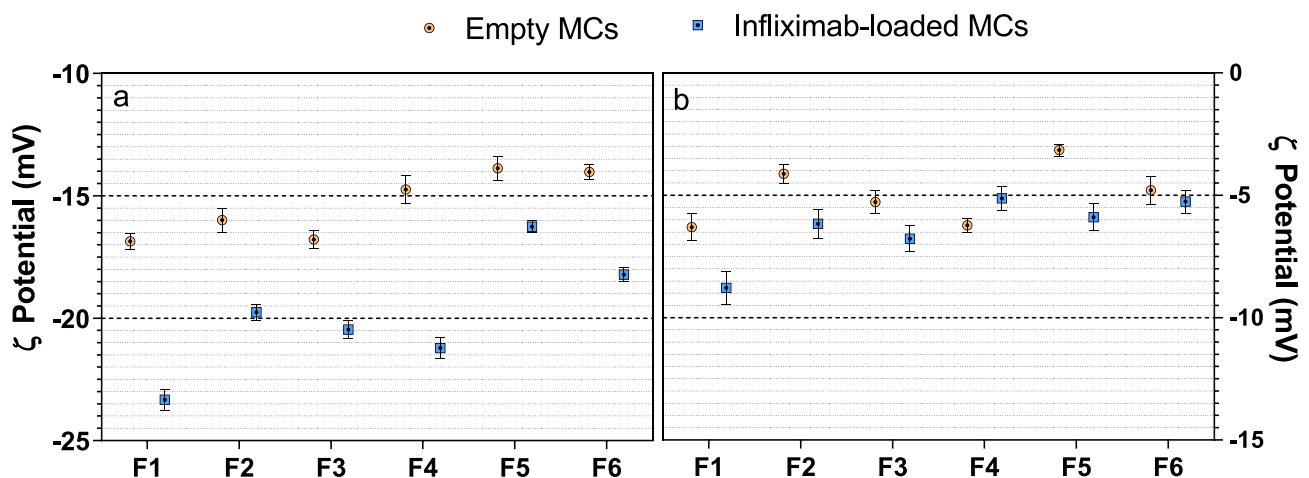 Empty MCs Infliximab-loaded MCs
a
ζ Potential (mV)
-10
-15
-20
-25
F1 F2 F3 F4 F5 F6
b
0
-5
-10
-15
ζ Potential (mV)
F1 F2 F3 F4 F5 F6